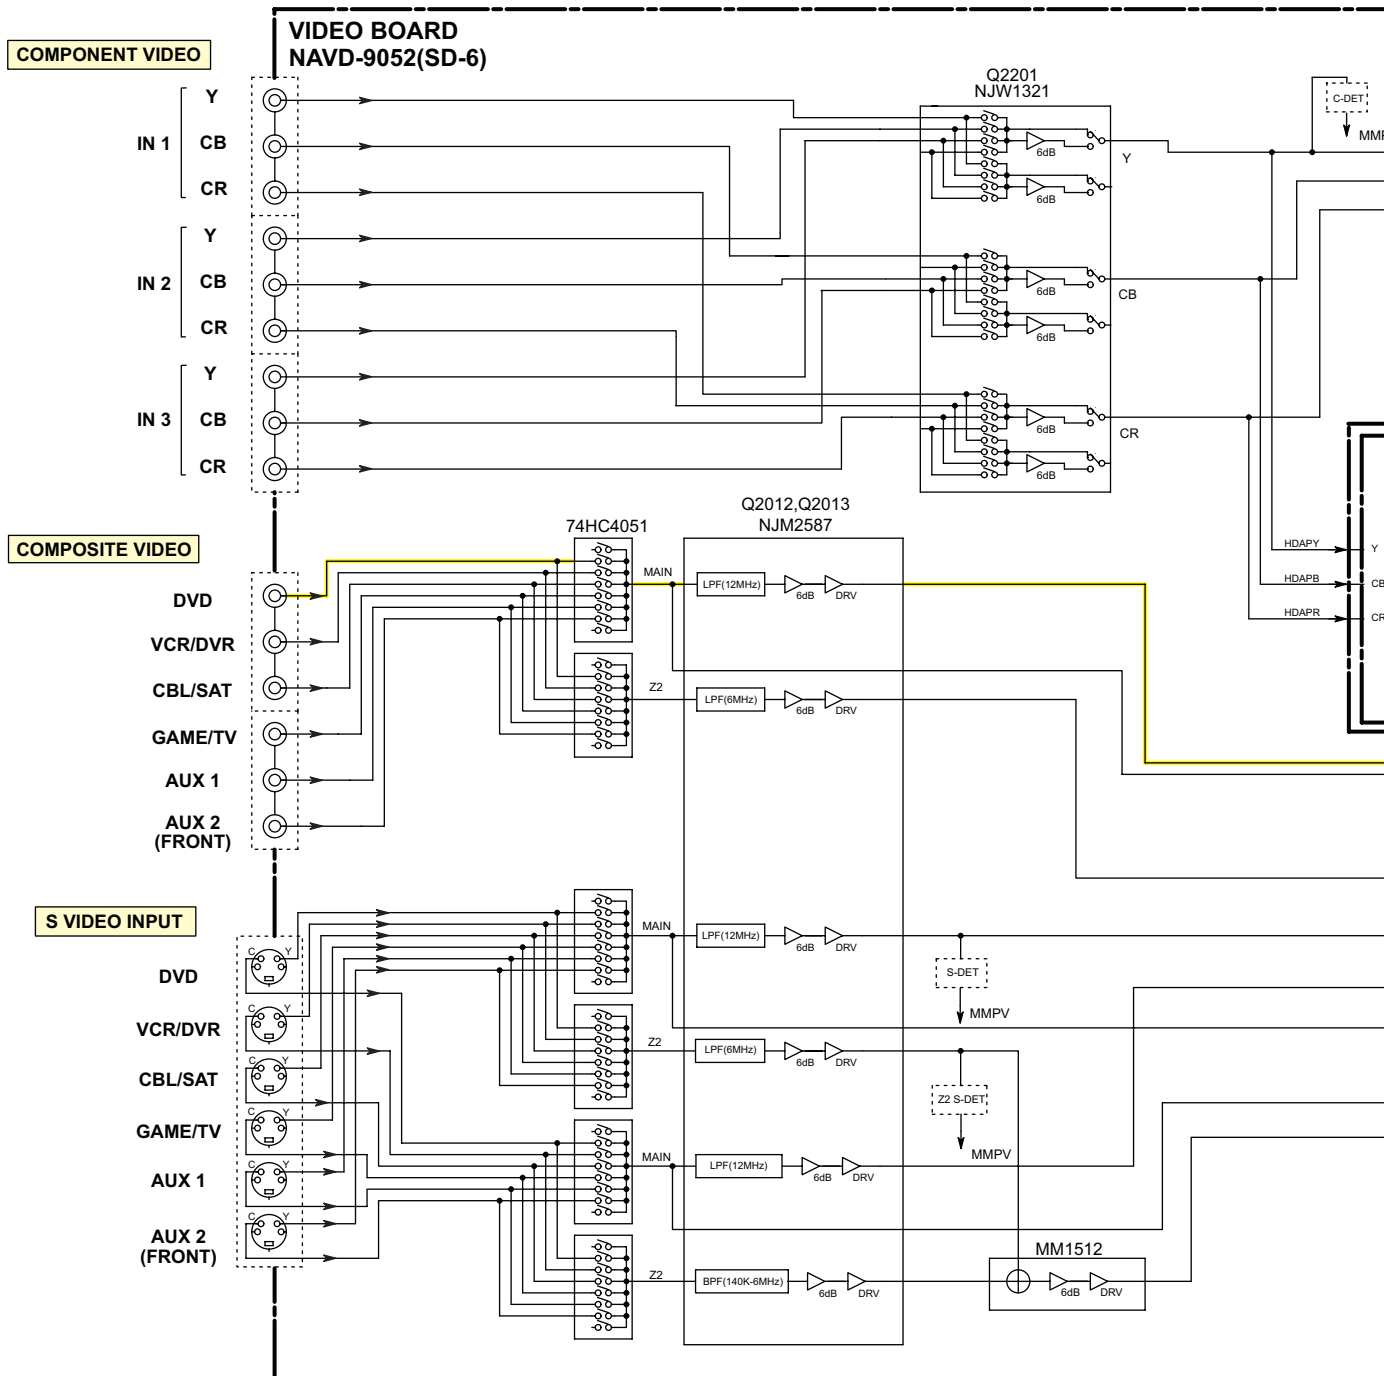 VIDEO BOARD
NAVD-9052(SD-6)
COMPONENT VIDEO
Y
IN 1 CB
CR
Y
IN 2 CB
CR
Y
IN 3 CB
CR
Q2201
NJW1321
6dB
Y
6dB
6dB
CB
6dB
6dB
CR
6dB
C-DET
HDAPY Y
HDAPB CB
HDAPR CR
COMPOSITE VIDEO
DVD
VCR/DVR
CBL/SAT
GAME/TV
AUX 1
AUX 2
(FRONT)
74HC4051
Q2012,Q2013
NJM2587
MAIN LPF(12MHz) 6dB DRV
Z2 LPF(6MHz) 6dB DRV
S VIDEO INPUT
C Y
DVD
C Y
VCR/DVR
C Y
CBL/SAT
C Y
GAME/TV
C Y
AUX 1
C Y
AUX 2
(FRONT)
MAIN LPF(12MHz) 6dB DRV
S-DET
MMPV
Z2 LPF(6MHz) 6dB DRV
Z2 S-DET
MMPV
MAIN LPF(12MHz) 6dB DRV
Z2 BPF(140K-6MHz) 6dB DRV
MM1512
6dB DRV